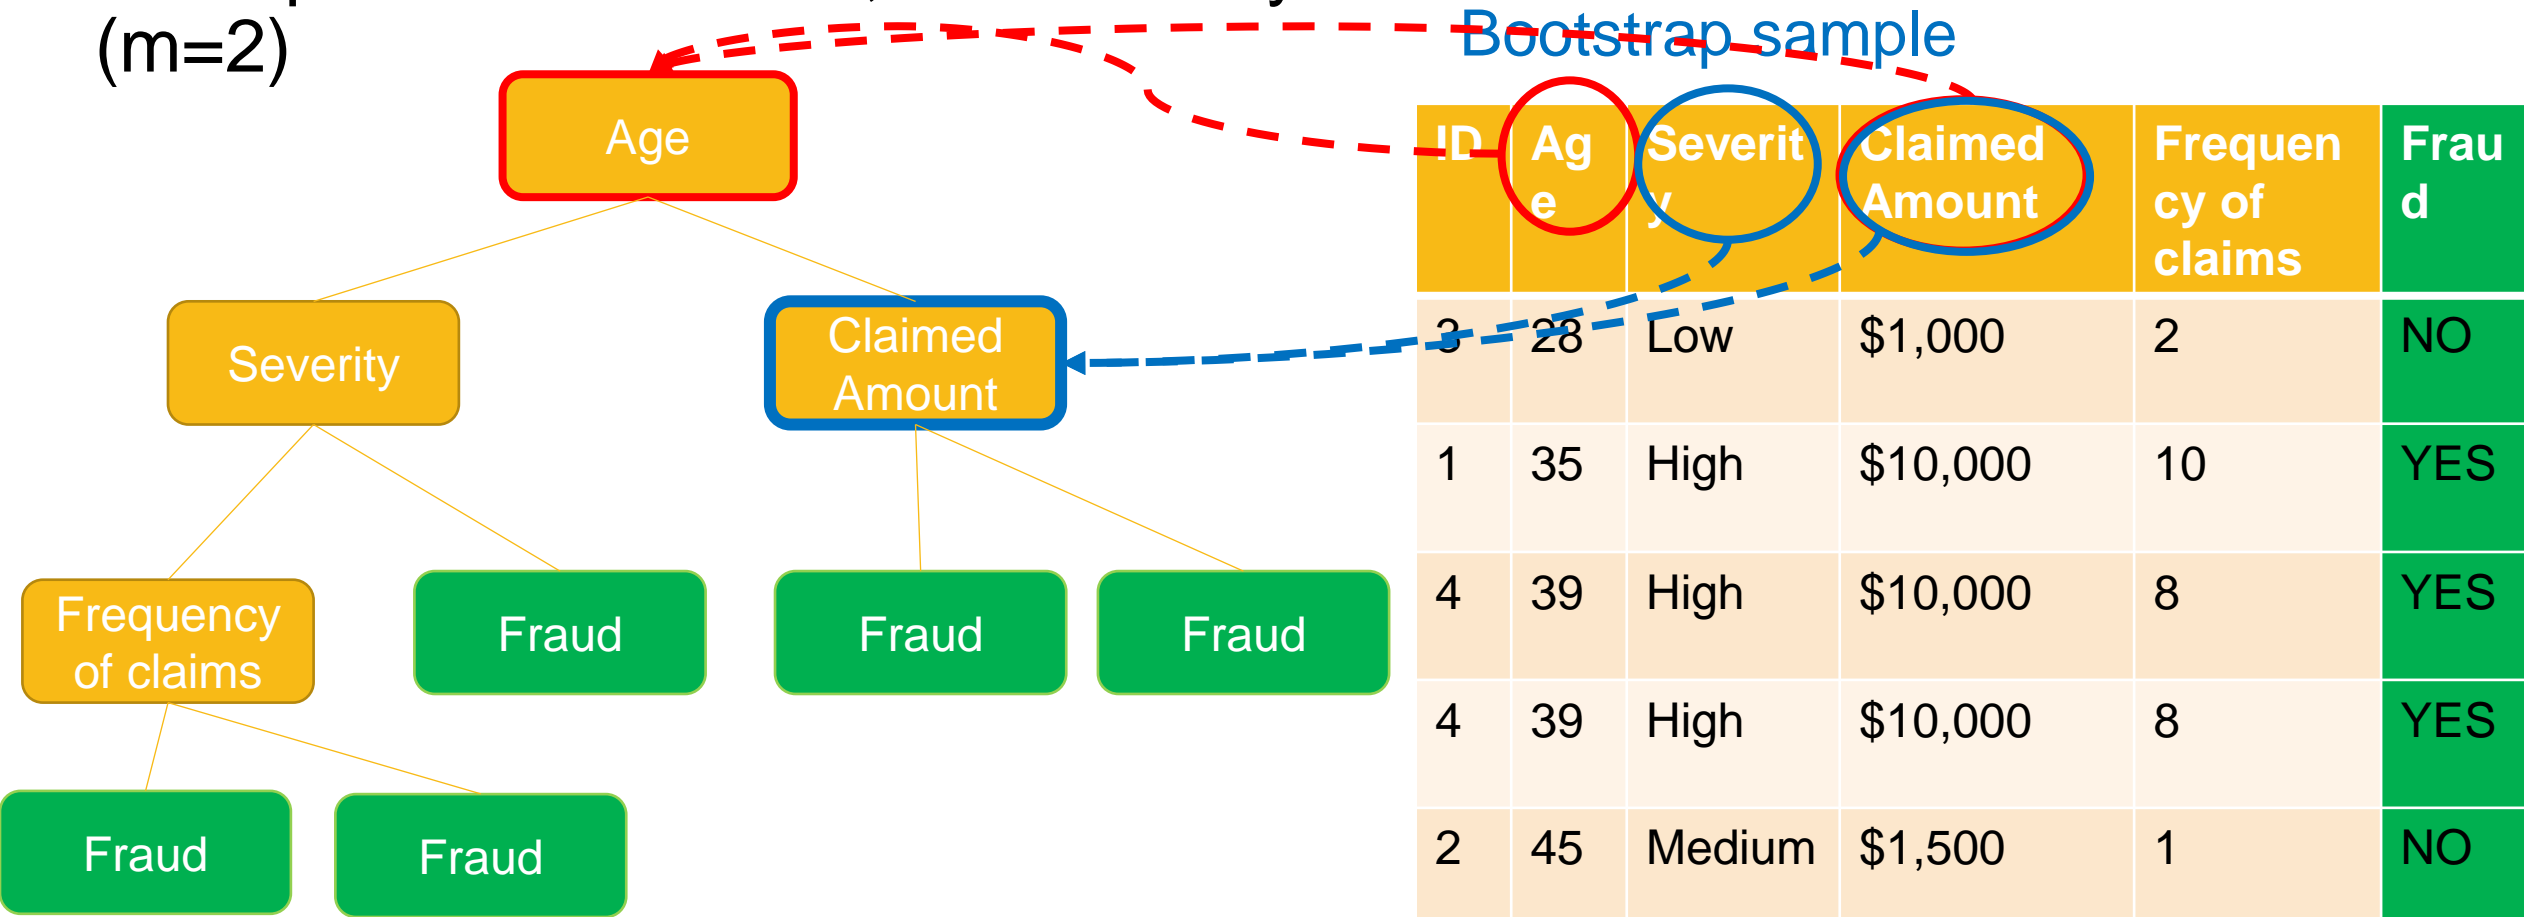 (m=2)
Bootstrap sample
Age
Severity
Claimed
Amount
Frequency
of claims
Fraud
Fraud
Fraud
Fraud
Fraud
ID Ag
e Severit
y Claimed
Amount Frequen
cy of
claims Frau
d
3 28 Low $1,000 2 NO
1 35 High $10,000 10 YES
4 39 High $10,000 8 YES
4 39 High $10,000 8 YES
2 45 Medium $1,500 1 NO